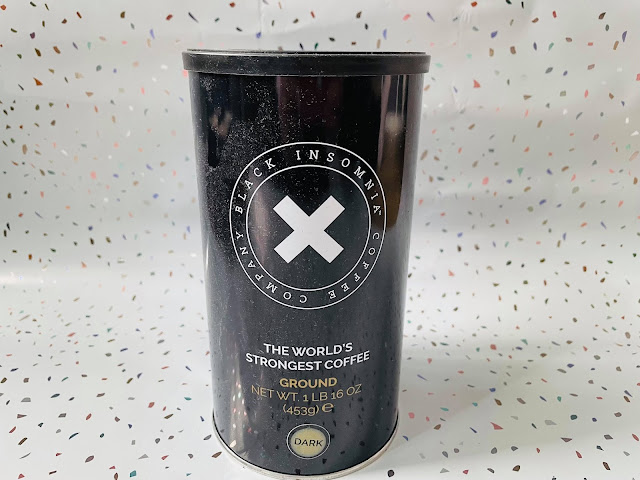 BLACK INSOMNIA™ COFFEE COMPANY
THE WORLD'S
STRONGEST COFFEE
GROUND
NET WT. 1 LB 16 OZ
(453g) ℮
DARK